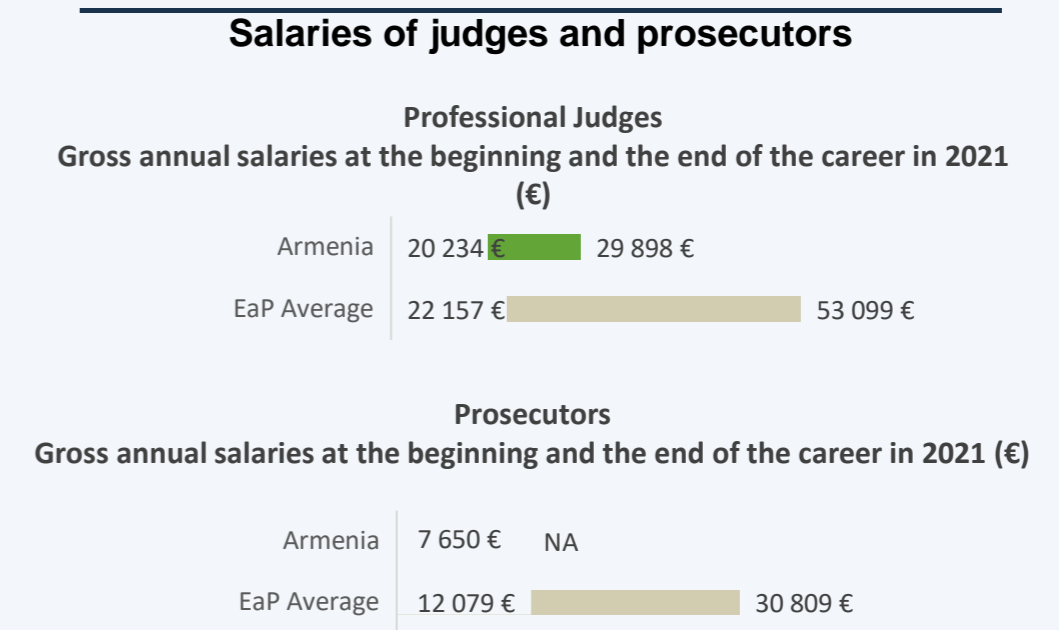 Salaries of judges and prosecutors
Professional Judges
Gross annual salaries at the beginning and the end of the career in 2021
(€)
Armenia 20 234 € 29 898 €
EaP Average 22 157 € 53 099 €
Prosecutors
Gross annual salaries at the beginning and the end of the career in 2021 (€)
Armenia 7 650 € NA
EaP Average 12 079 € 30 809 €